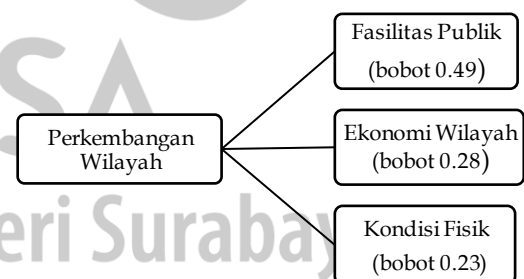 Fasilitas Publik
(bobot 0.49)
Perkembangan
Wilayah
Ekonomi Wilayah
(bobot 0.28)
Kondisi Fisik
(bobot 0.23)
SA
eri Surabay